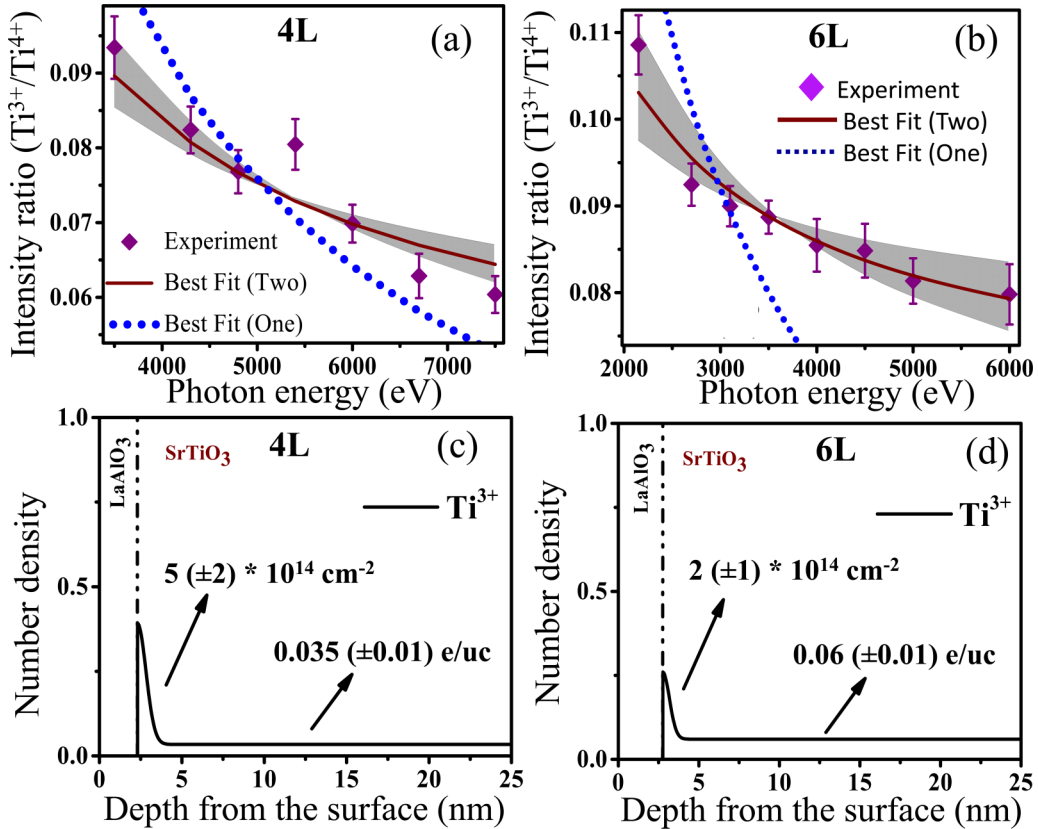 4L
(a)
Intensity ratio (Ti³⁺/Ti⁴⁺)
0.09
0.08
0.07
0.06
Experiment
Best Fit (Two)
Best Fit (One)
4000
5000
6000
7000
Photon energy (eV)
6L
(b)
Intensity ratio (Ti³⁺/Ti⁴⁺)
0.11
0.10
0.09
0.08
Experiment
Best Fit (Two)
Best Fit (One)
2000
3000
4000
5000
6000
Photon energy (eV)
4L
(c)
Number density
1.0
0.5
0.0
LaAlO₃
SrTiO₃
Ti³⁺
5 (±2) * 10¹⁴ cm⁻²
0.035 (±0.01) e/uc
0
5
10
15
20
25
Depth from the surface (nm)
6L
(d)
Number density
1.0
0.5
0.0
LaAlO₃
SrTiO₃
Ti³⁺
2 (±1) * 10¹⁴ cm⁻²
0.06 (±0.01) e/uc
0
5
10
15
20
25
Depth from the surface (nm)